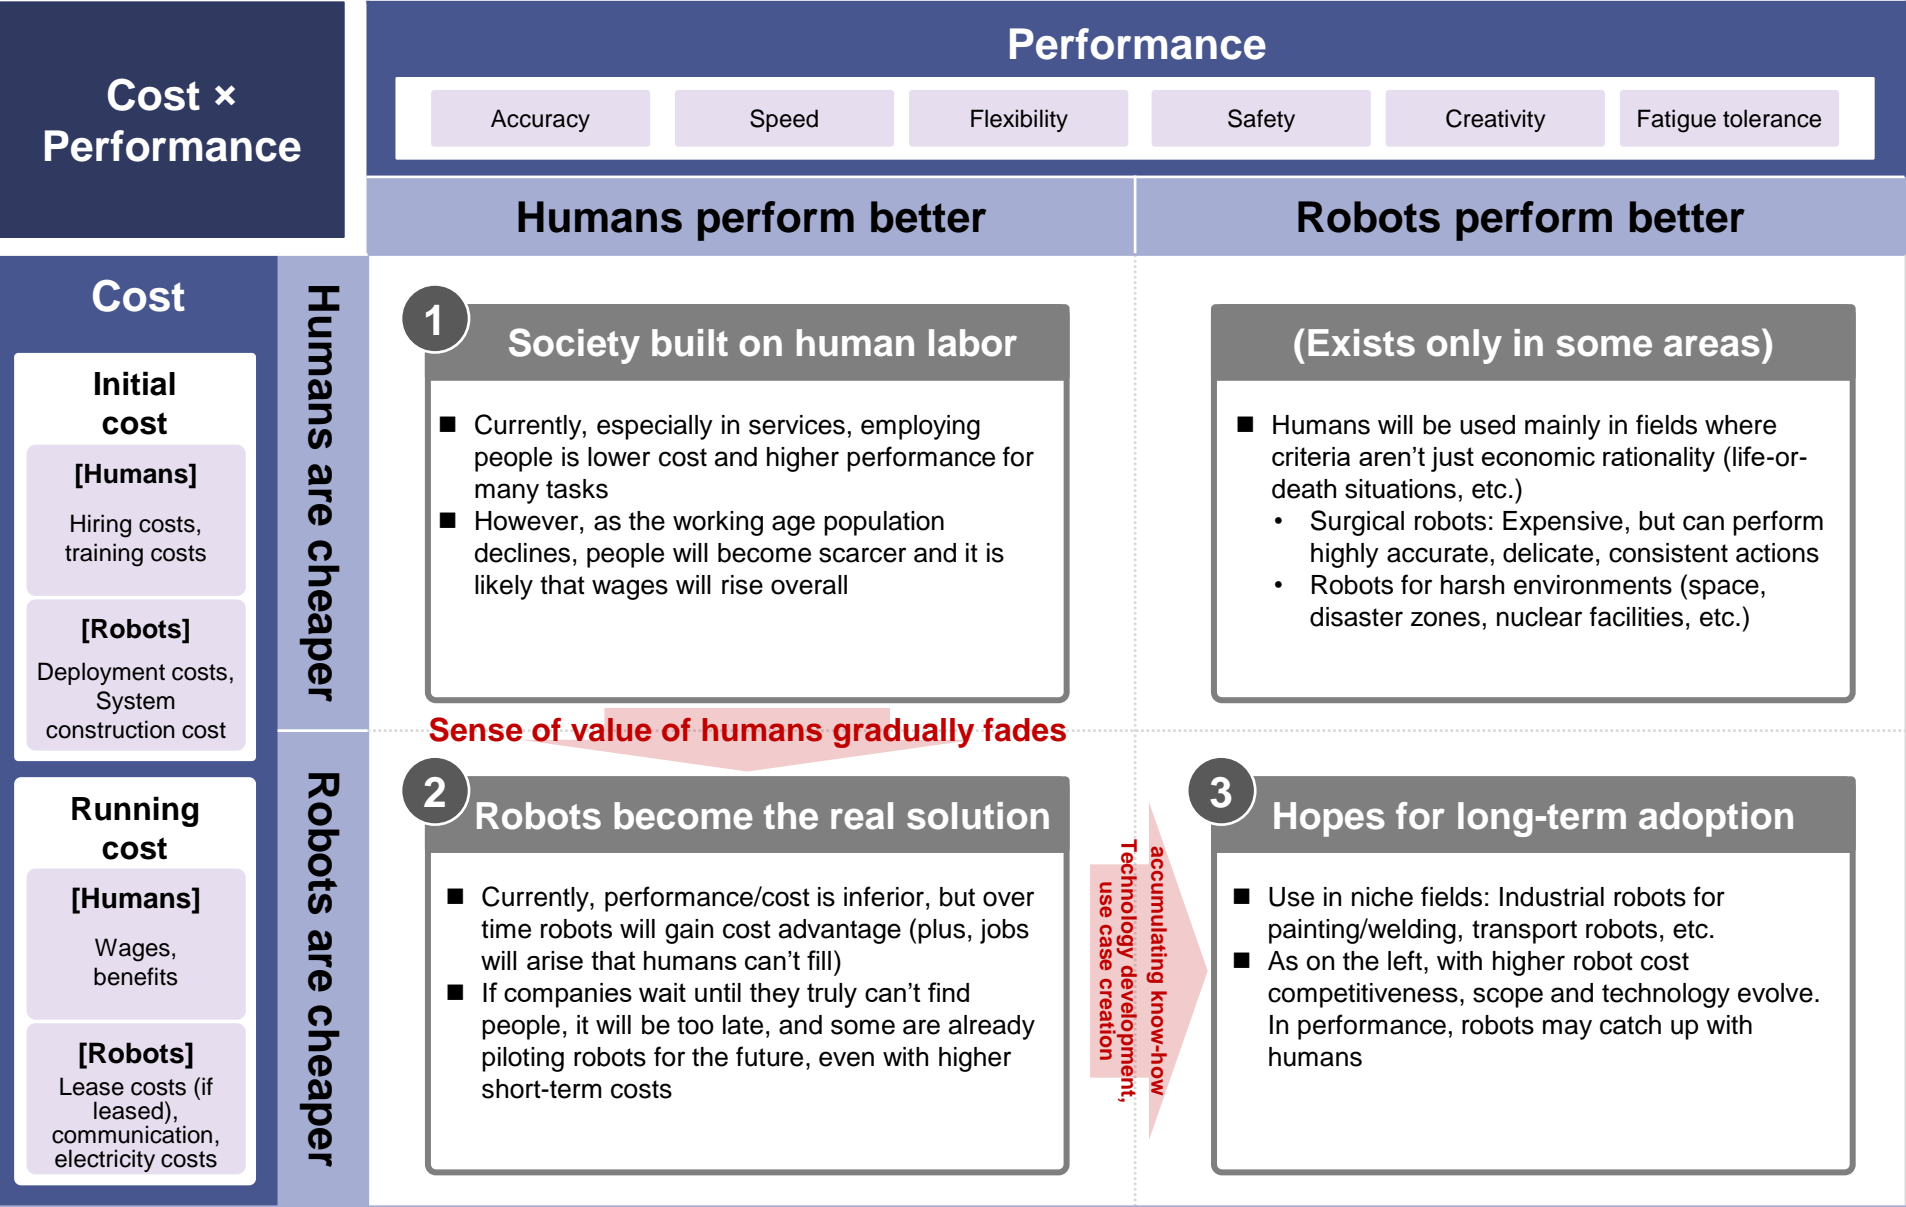 Cost ×
Performance
Performance
Accuracy
Speed
Flexibility
Safety
Creativity
Fatigue tolerance
Humans perform better
Robots perform better
Cost
Initial
cost
[Humans]
Hiring costs,
training costs
[Robots]
Deployment costs,
System
construction cost
Running
cost
[Humans]
Wages,
benefits
[Robots]
Lease costs (if
leased),
communication,
electricity costs
Humans are cheaper
Robots are cheaper
1
Society built on human labor
■ Currently, especially in services, employing
people is lower cost and higher performance for
many tasks
■ However, as the working age population
declines, people will become scarcer and it is
likely that wages will rise overall
(Exists only in some areas)
■ Humans will be used mainly in fields where
criteria aren’t just economic rationality (life-or-
death situations, etc.)
• Surgical robots: Expensive, but can perform
highly accurate, delicate, consistent actions
• Robots for harsh environments (space,
disaster zones, nuclear facilities, etc.)
Sense of value of humans gradually fades
2
Robots become the real solution
■ Currently, performance/cost is inferior, but over
time robots will gain cost advantage (plus, jobs
will arise that humans can’t fill)
■ If companies wait until they truly can’t find
people, it will be too late, and some are already
piloting robots for the future, even with higher
short-term costs
accumulating know-how
Technology development,
use case creation
3
Hopes for long-term adoption
■ Use in niche fields: Industrial robots for
painting/welding, transport robots, etc.
■ As on the left, with higher robot cost
competitiveness, scope and technology evolve.
In performance, robots may catch up with
humans